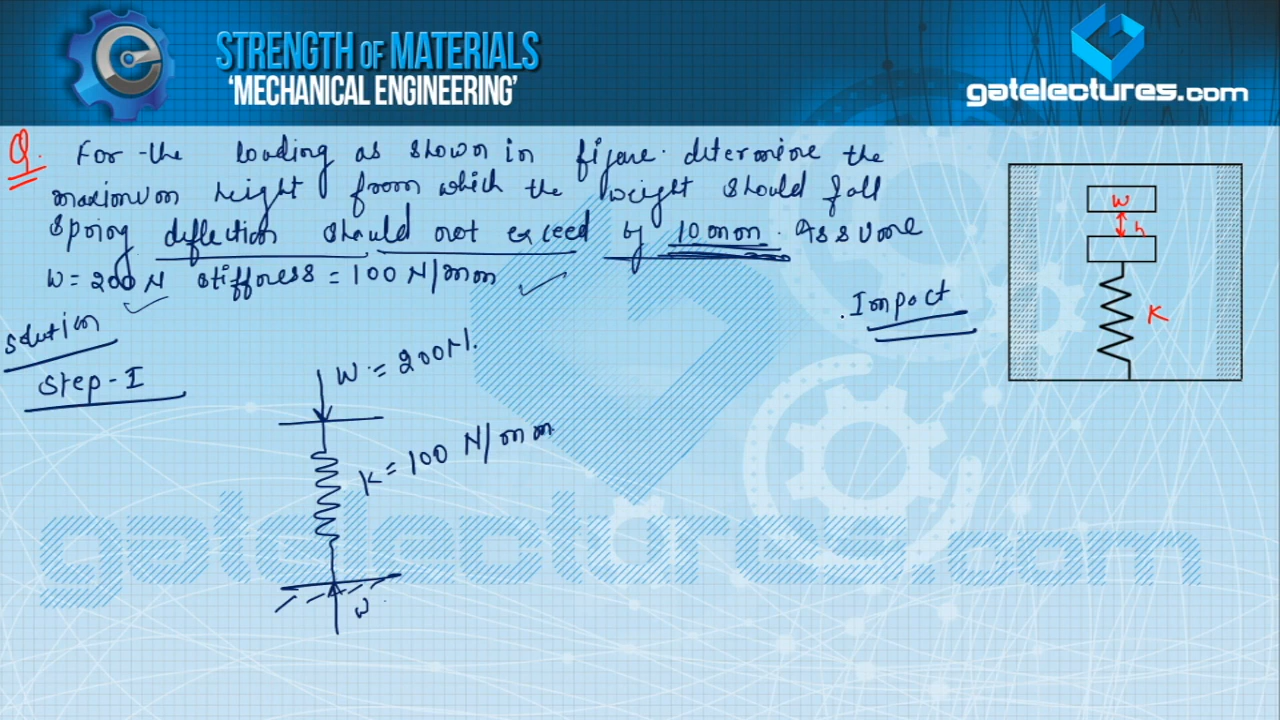 STRENGTH OF MATERIALS
'MECHANICAL ENGINEERING'
gatelectures.com
Q. For the loading as shown in figure. determine the
maximum height from which the weight should fall
Spring deflection should not exceed by 10 mm. Assume
W = 200 N stiffness = 100 N/mm
Impact
W
h
K
Solution
Step-I
W = 200N.
K = 100 N/mm.
W
gatelectures.com